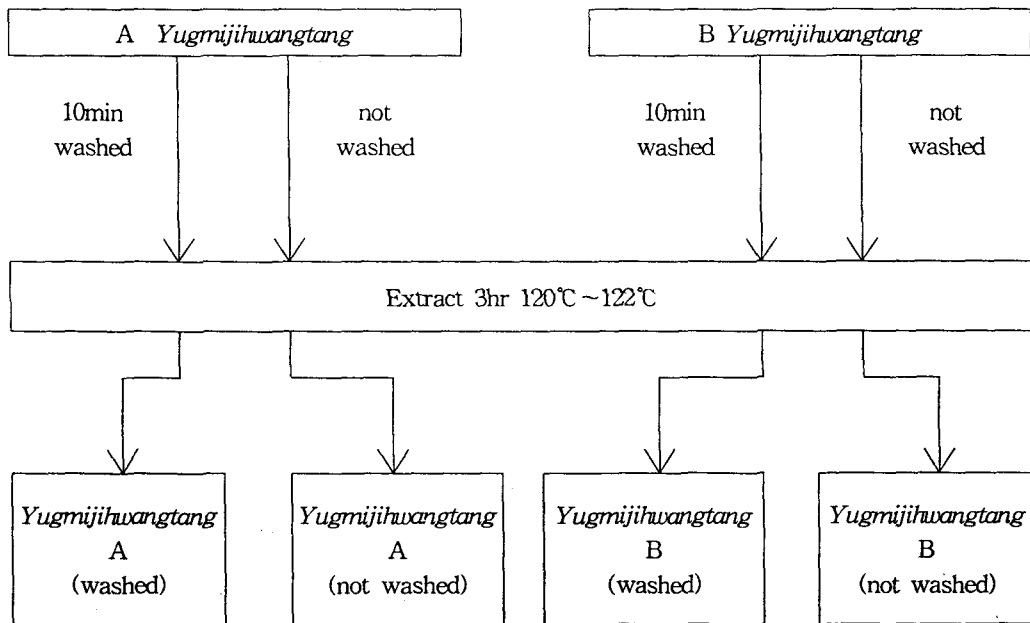 A Yugmijihwangtang
B Yugmijihwangtang
10min
washed
not
washed
10min
washed
not
washed
Extract 3hr 120℃~122℃
Yugmijihwangtang
A
(washed)
Yugmijihwangtang
A
(not washed)
Yugmijihwangtang
B
(washed)
Yugmijihwangtang
B
(not washed)